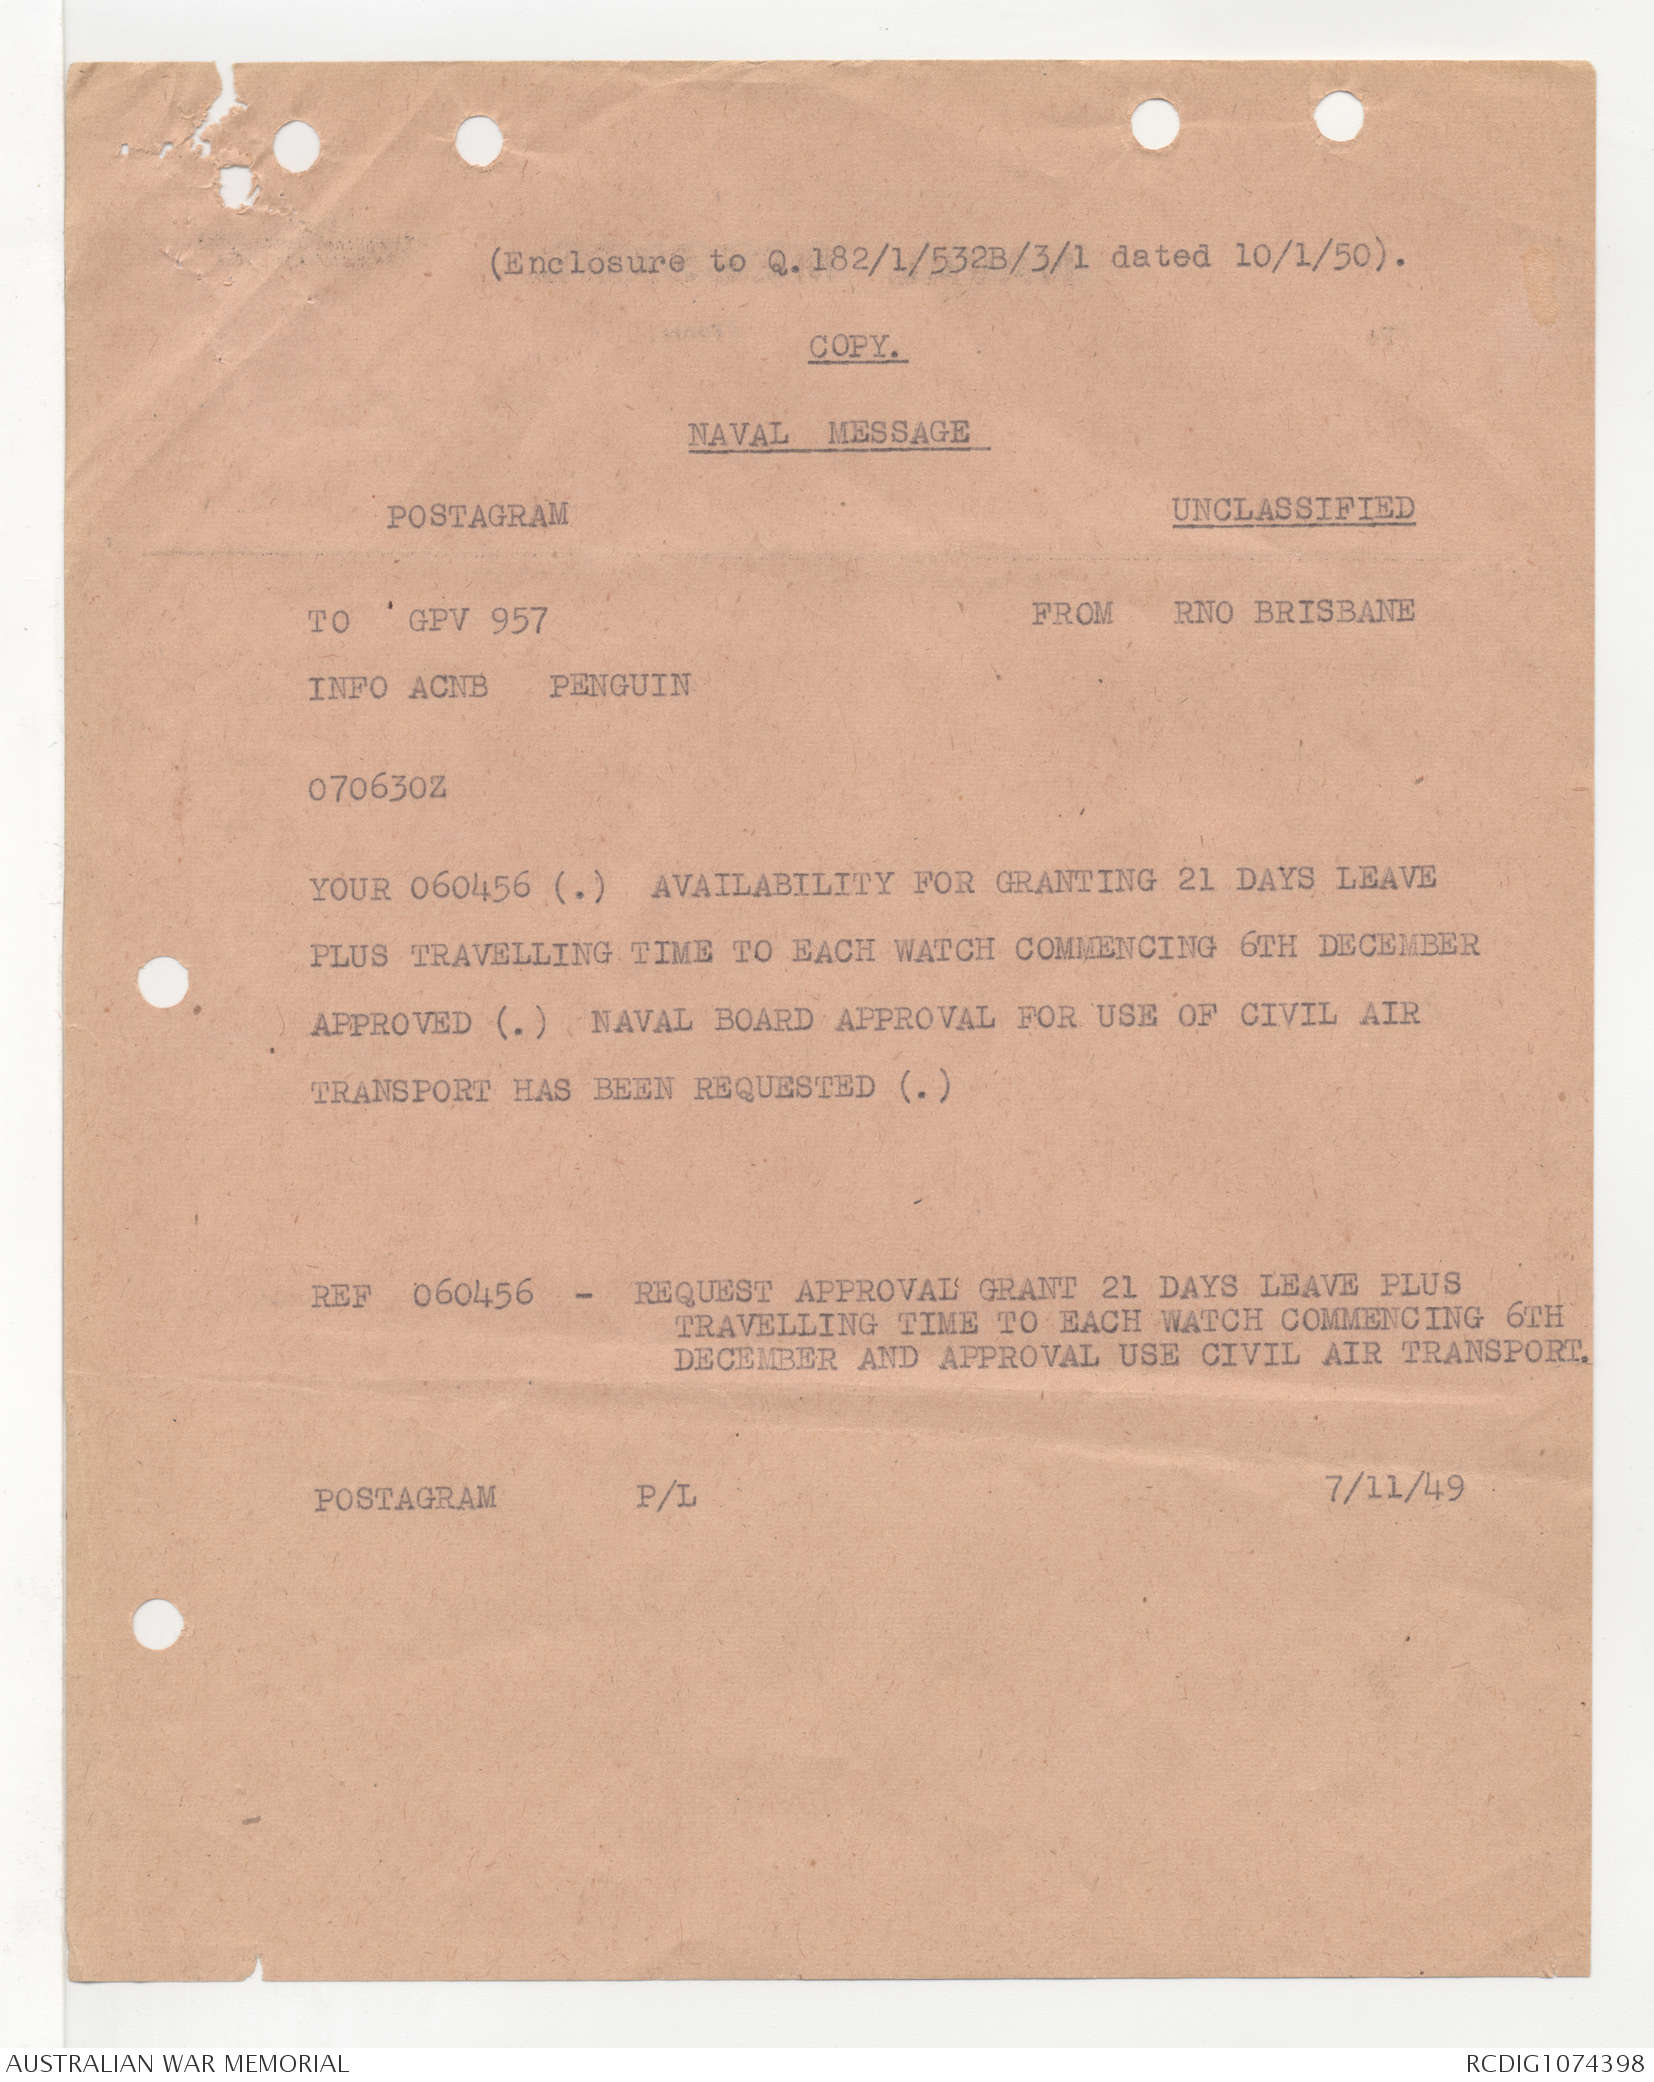 (Enclosure to Q.182/1/532B/3/1 dated 10/1/50).
COPY.
NAVAL MESSAGE
POSTAGRAM UNCLASSIFIED
TO GPV 957 FROM RNO BRISBANE
INFO ACNB PENGUIN
070630Z
YOUR 060456 (.) AVAILABILITY FOR GRANTING 21 DAYS LEAVE
PLUS TRAVELLING TIME TO EACH WATCH COMMENCING 6TH DECEMBER
APPROVED (.) NAVAL BOARD APPROVAL FOR USE OF CIVIL AIR
TRANSPORT HAS BEEN REQUESTED (.)
REF 060456 - REQUEST APPROVAL GRANT 21 DAYS LEAVE PLUS
TRAVELLING TIME TO EACH WATCH COMMENCING 6TH
DECEMBER AND APPROVAL USE CIVIL AIR TRANSPORT.
POSTAGRAM P/L 7/11/49
AUSTRALIAN WAR MEMORIAL RCDIG1074398